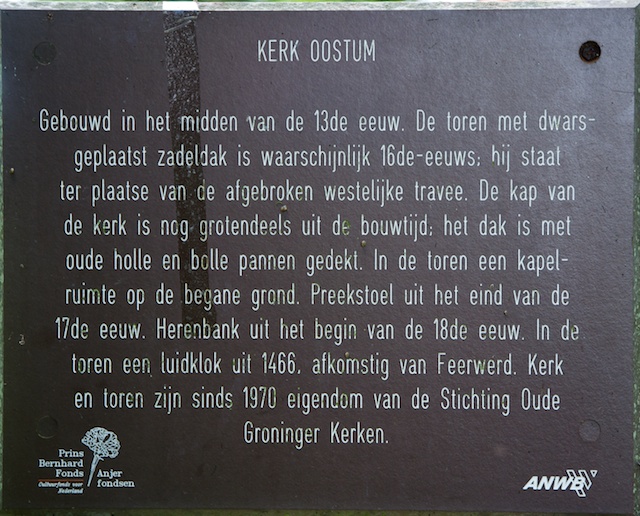 KERK OOSTUM
Gebouwd in het midden van de 13de eeuw. De toren met dwars-
geplaatst zadeldak is waarschijnlijk 16de-eeuws; hij staat
ter plaatse van de afgebroken westelijke travee. De kap van
de kerk is nog grotendeels uit de bouwtijd; het dak is met
oude holle en bolle pannen gedekt. In de toren een kapel-
ruimte op de begane grond. Preekstoel uit het eind van de
17de eeuw. Herenbank uit het begin van de 18de eeuw. In de
toren een luidklok uit 1466, afkomstig van Feerwerd. Kerk
en toren zijn sinds 1970 eigendom van de Stichting Oude
Groninger Kerken.
Prins
Bernhard
Fonds
Cultuurfonds voor
Nederland
Anjer
fondsen
ANWB